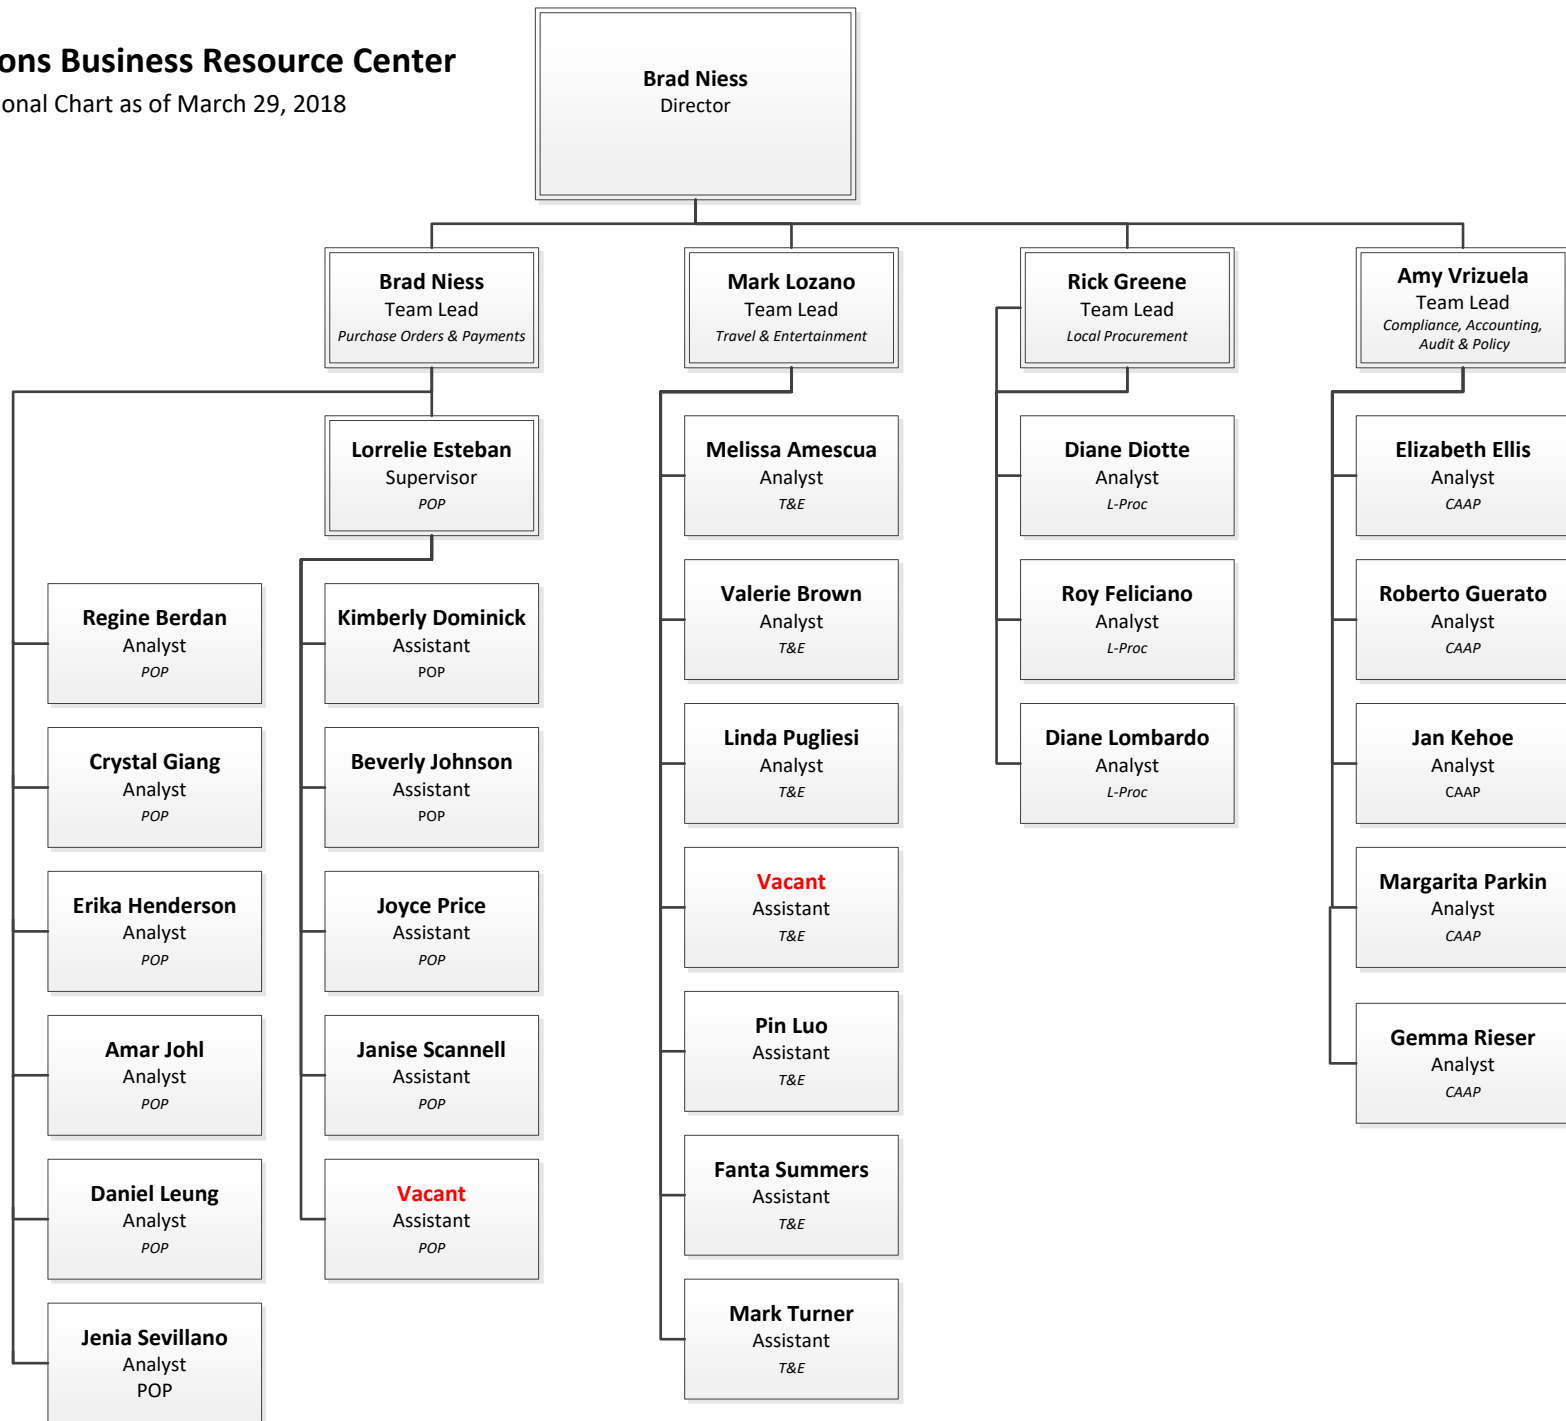 ons Business Resource Center
onal Chart as of March 29, 2018
Brad Niess
Director
Brad Niess
Team Lead
Purchase Orders & Payments
Mark Lozano
Team Lead
Travel & Entertainment
Rick Greene
Team Lead
Local Procurement
Amy Vrizuela
Team Lead
Compliance, Accounting,
Audit & Policy
Lorrelie Esteban
Supervisor
POP
Regine Berdan
Analyst
POP
Crystal Giang
Analyst
POP
Erika Henderson
Analyst
POP
Amar Johl
Analyst
POP
Daniel Leung
Analyst
POP
Jenia Sevillano
Analyst
POP
Kimberly Dominick
Assistant
POP
Beverly Johnson
Assistant
POP
Joyce Price
Assistant
POP
Janise Scannell
Assistant
POP
Vacant
Assistant
POP
Melissa Amescua
Analyst
T&E
Valerie Brown
Analyst
T&E
Linda Pugliesi
Analyst
T&E
Vacant
Assistant
T&E
Pin Luo
Assistant
T&E
Fanta Summers
Assistant
T&E
Mark Turner
Assistant
T&E
Diane Diotte
Analyst
L-Proc
Roy Feliciano
Analyst
L-Proc
Diane Lombardo
Analyst
L-Proc
Elizabeth Ellis
Analyst
CAAP
Roberto Guerato
Analyst
CAAP
Jan Kehoe
Analyst
CAAP
Margarita Parkin
Analyst
CAAP
Gemma Rieser
Analyst
CAAP